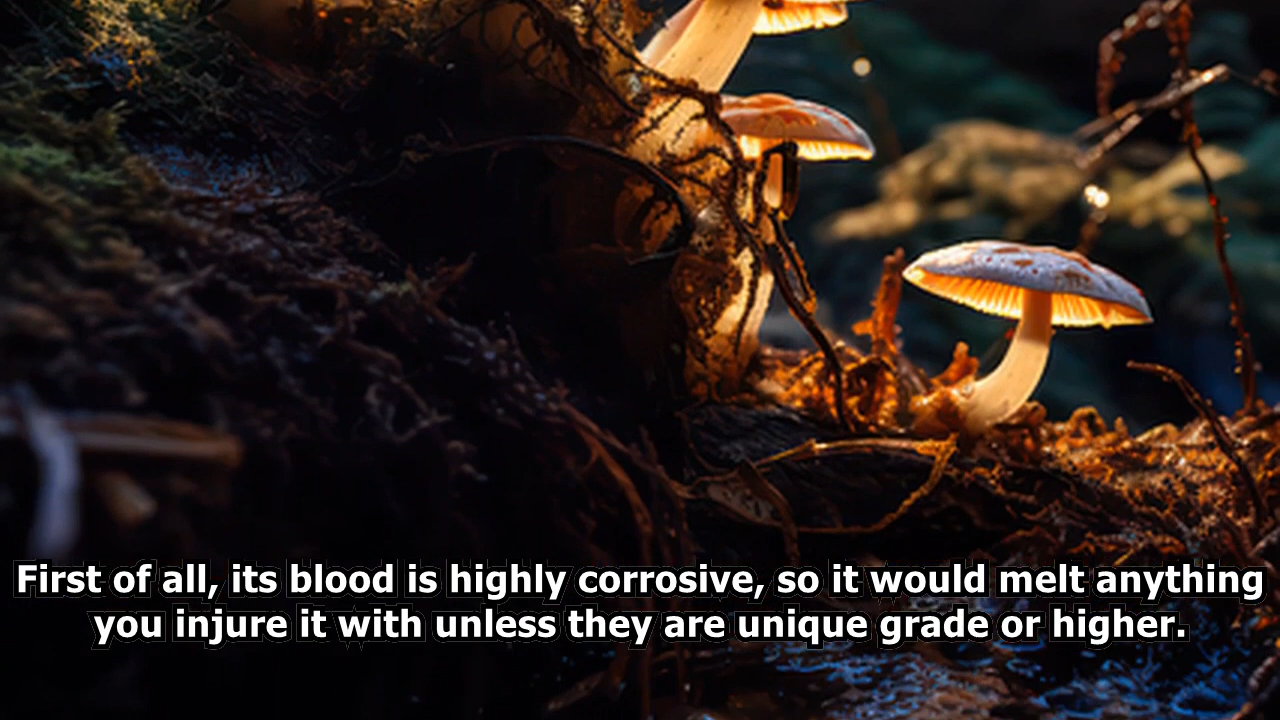 First of all, its blood is highly corrosive, so it would melt anything
you injure it with unless they are unique grade or higher.